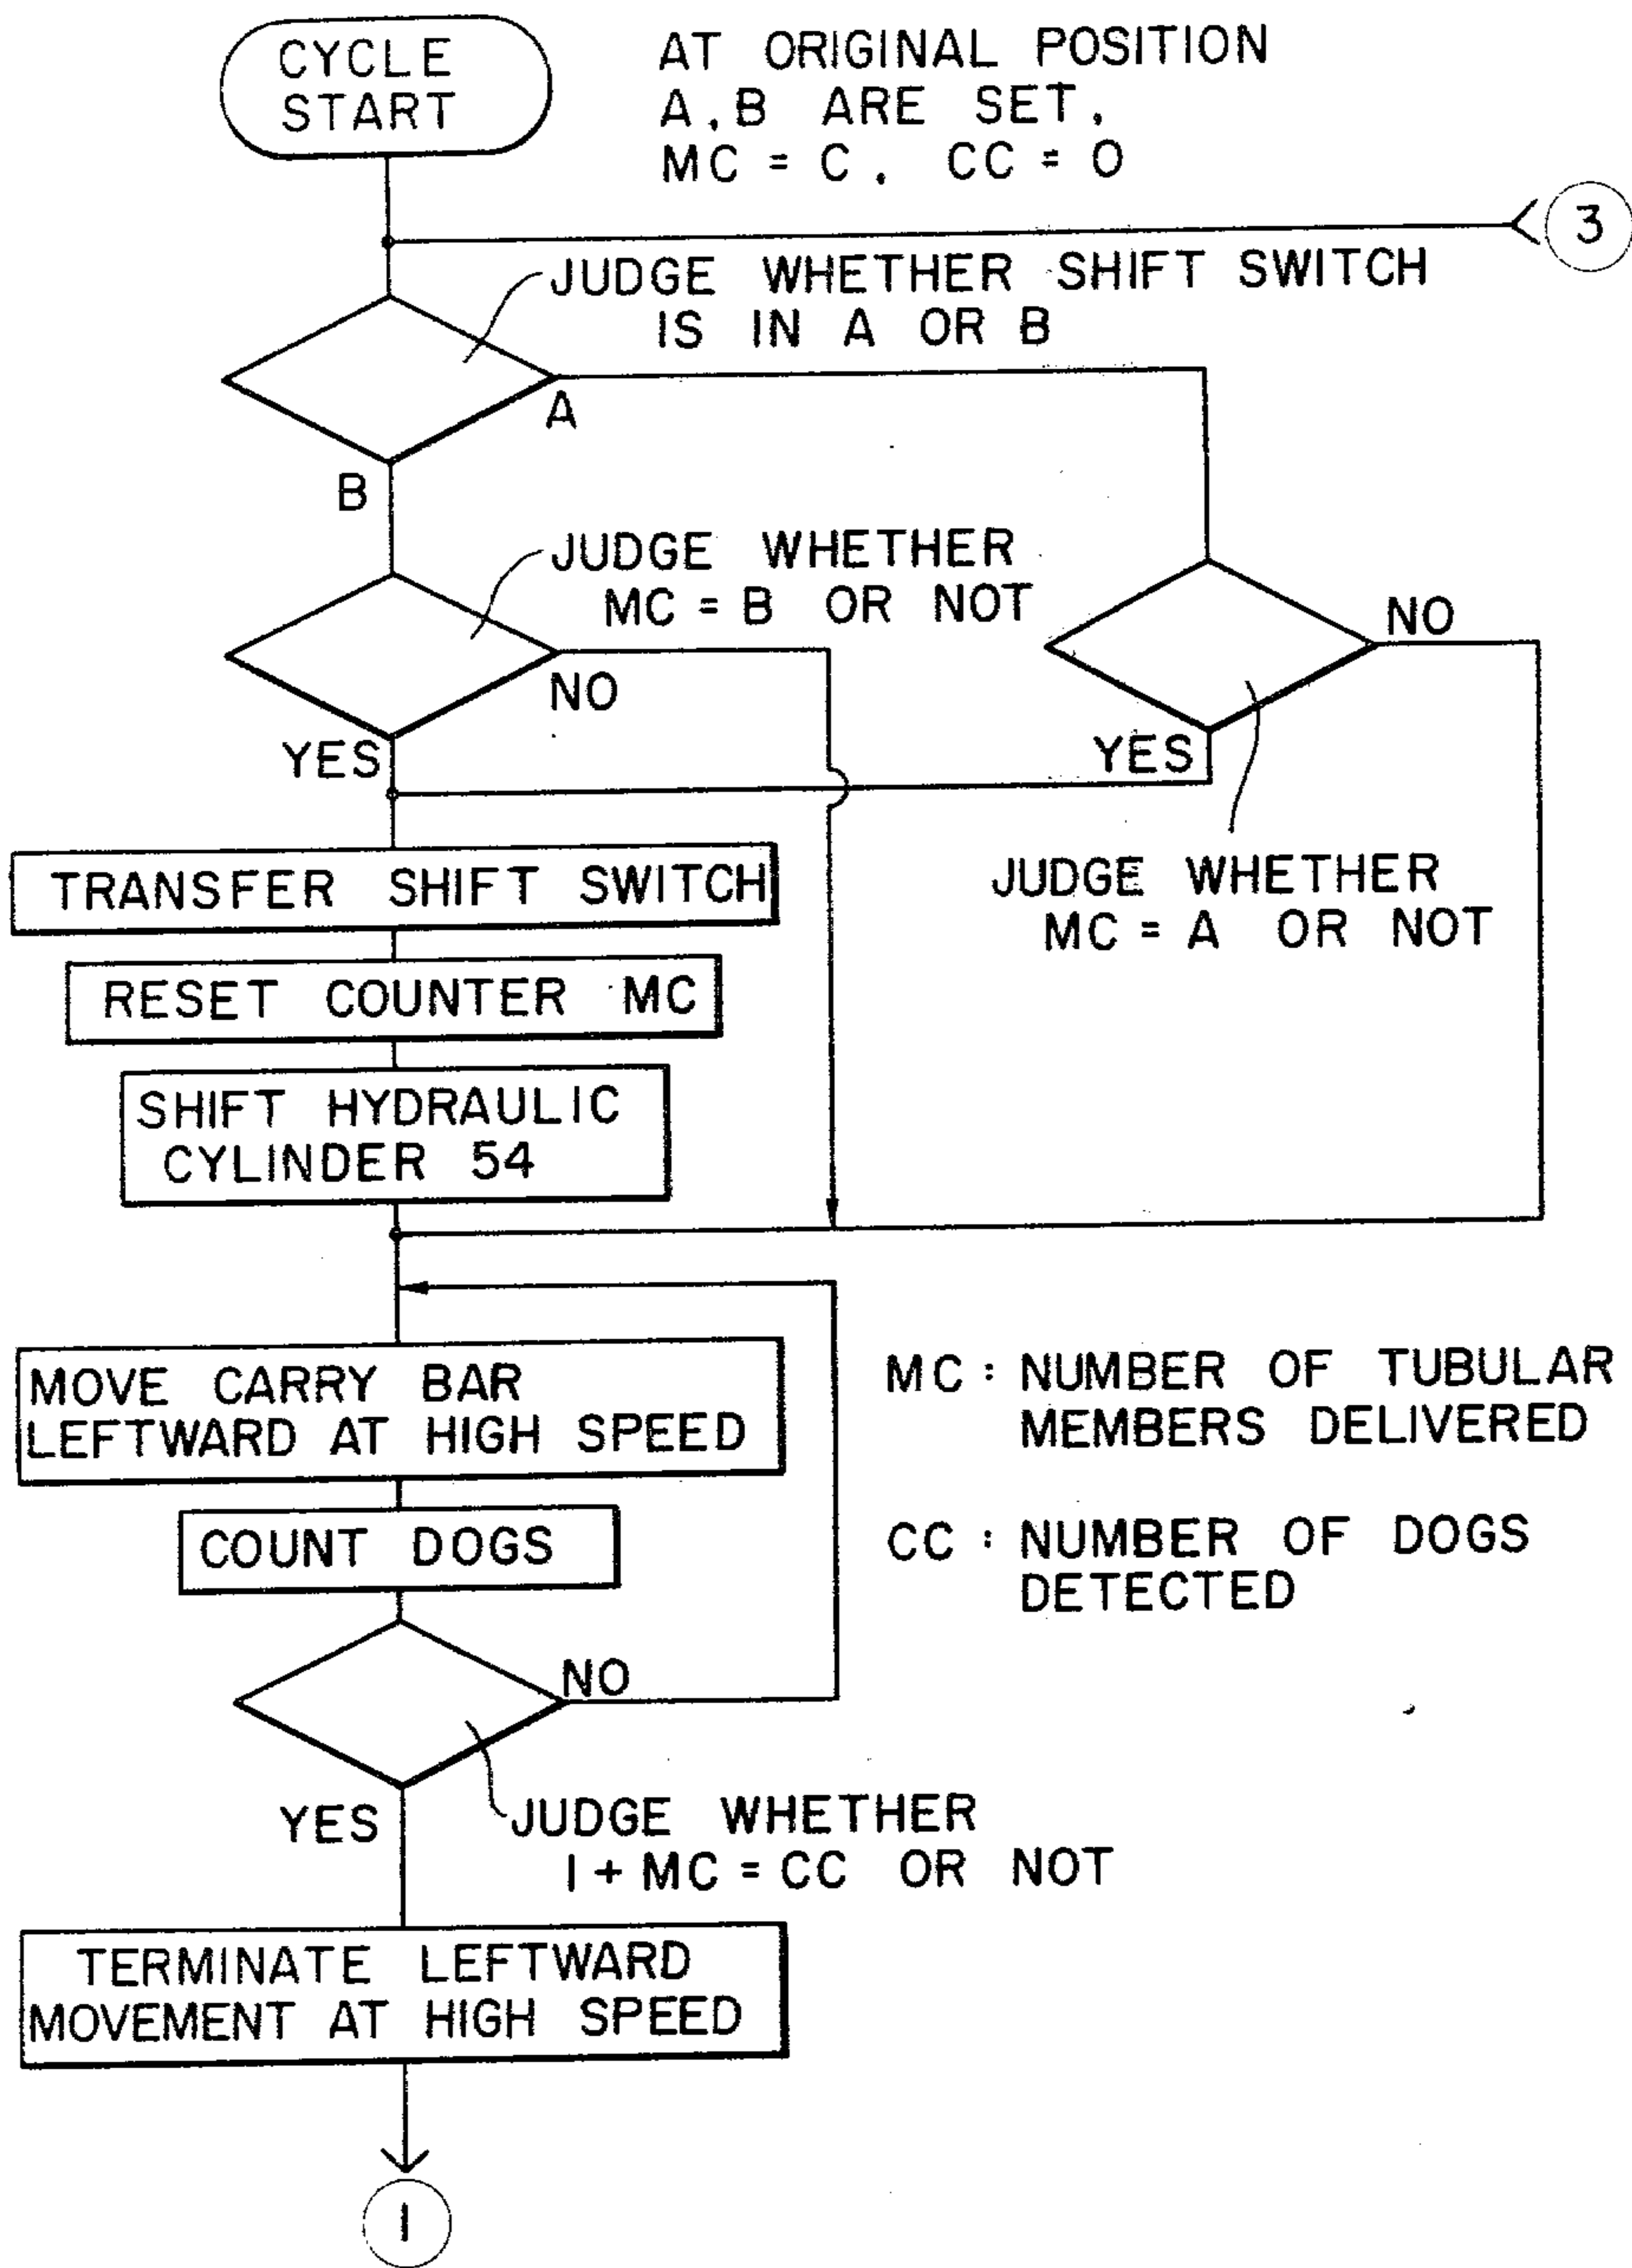 CYCLE
START
AT ORIGINAL POSITION
A, B ARE SET,
MC = C, CC = 0
3
JUDGE WHETHER SHIFT SWITCH
IS IN A OR B
A
B
JUDGE WHETHER
MC = B OR NOT
NO
NO
YES
YES
TRANSFER SHIFT SWITCH
JUDGE WHETHER
MC = A OR NOT
RESET COUNTER MC
SHIFT HYDRAULIC
CYLINDER 54
MOVE CARRY BAR
LEFTWARD AT HIGH SPEED
MC : NUMBER OF TUBULAR
MEMBERS DELIVERED
COUNT DOGS
CC : NUMBER OF DOGS
DETECTED
NO
YES
JUDGE WHETHER
1 + MC = CC OR NOT
TERMINATE LEFTWARD
MOVEMENT AT HIGH SPEED
1